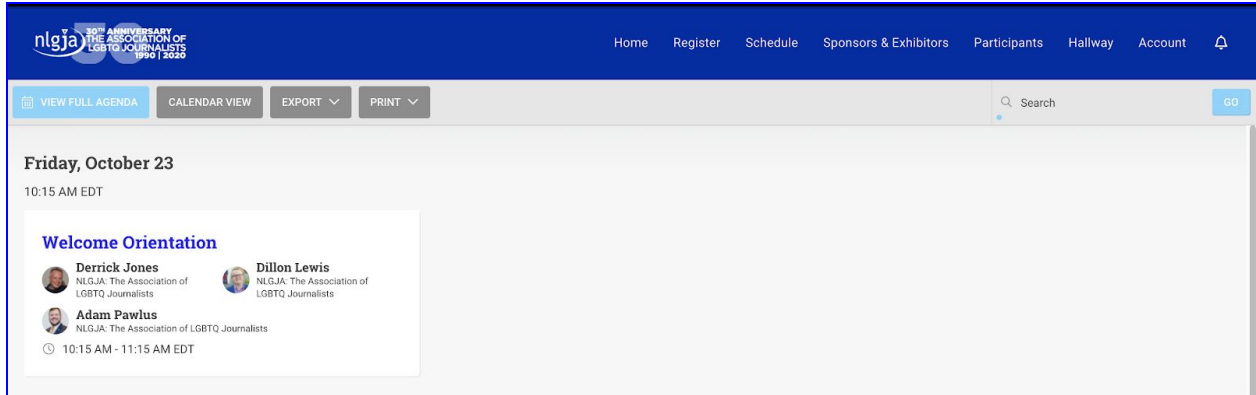 nlgja
30TH ANNIVERSARY
THE ASSOCIATION OF
LGBTQ JOURNALISTS
1990 | 2020
Home Register Schedule Sponsors & Exhibitors Participants Hallway Account
VIEW FULL AGENDA CALENDAR VIEW EXPORT PRINT Search GO
Friday, October 23
10:15 AM EDT
Welcome Orientation
Derrick Jones
NLGJA: The Association of
LGBTQ Journalists
Dillon Lewis
NLGJA: The Association of
LGBTQ Journalists
Adam Pawlus
NLGJA: The Association of LGBTQ Journalists
10:15 AM - 11:15 AM EDT